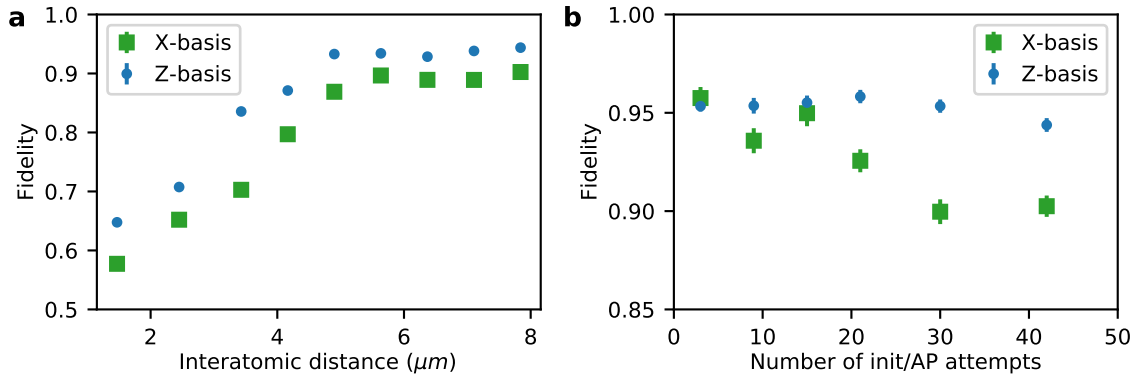 a
1.0
0.9
0.8
0.7
0.6
0.5
Fidelity
X-basis
Z-basis
2
4
6
8
Interatomic distance (μm)
b
1.00
0.95
0.90
0.85
Fidelity
X-basis
Z-basis
0
10
20
30
40
50
Number of init/AP attempts